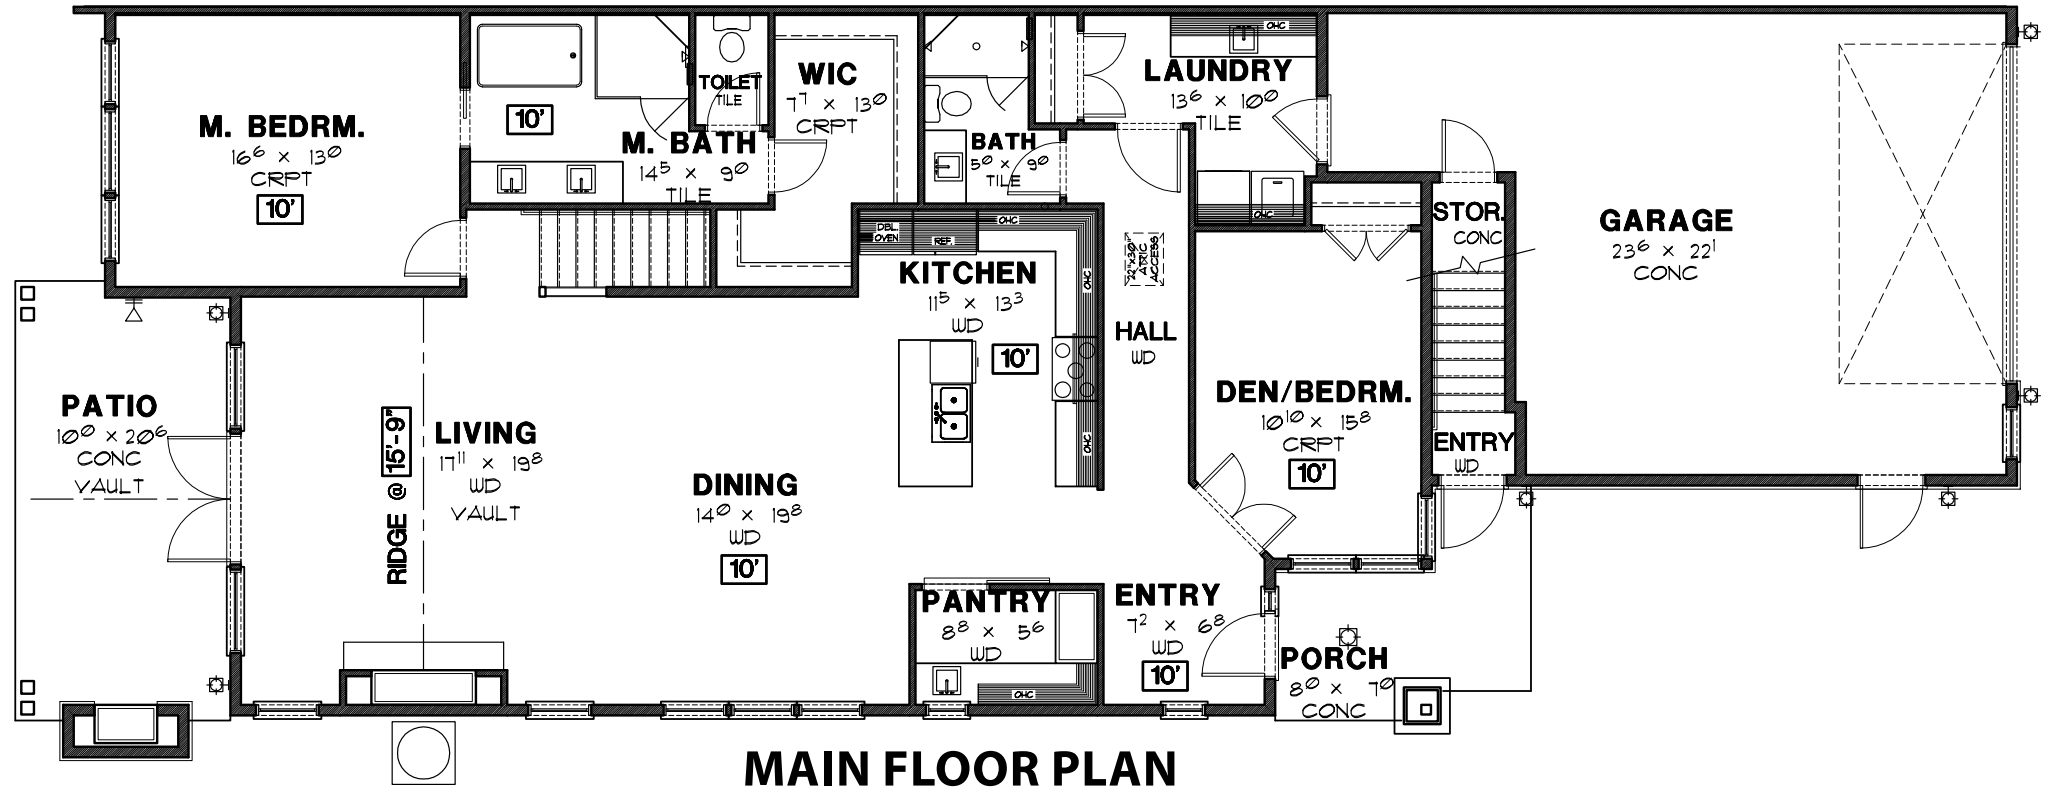 M. BEDRM.
16⁶ × 13⁰
CRPT
10'
10'
M. BATH
14⁵ × 9⁰
TILE
TOILET
TILE
WIC
7⁷ × 13⁰
CRPT
BATH
5⁰ × 9⁰
TILE
OHC
LAUNDRY
13⁶ × 10⁰
TILE
OHC
STOR.
CONC
GARAGE
23⁶ × 22¹
CONC
DBL.
OVEN
REF.
OHC
KITCHEN
11⁵ × 13³
WD
10'
OHC
OHC
22"x30"
ATTIC
ACCESS
HALL
WD
DEN/BEDRM.
10¹⁰ × 15⁸
CRPT
10'
ENTRY
WD
PATIO
10⁰ × 20⁶
CONC
VAULT
RIDGE @ 15'-9"
LIVING
17¹¹ × 19⁸
WD
VAULT
DINING
14⁰ × 19⁸
WD
10'
PANTRY
8⁸ × 5⁶
WD
OHC
ENTRY
7² × 6⁸
WD
10'
PORCH
8⁰ × 7⁰
CONC
MAIN FLOOR PLAN